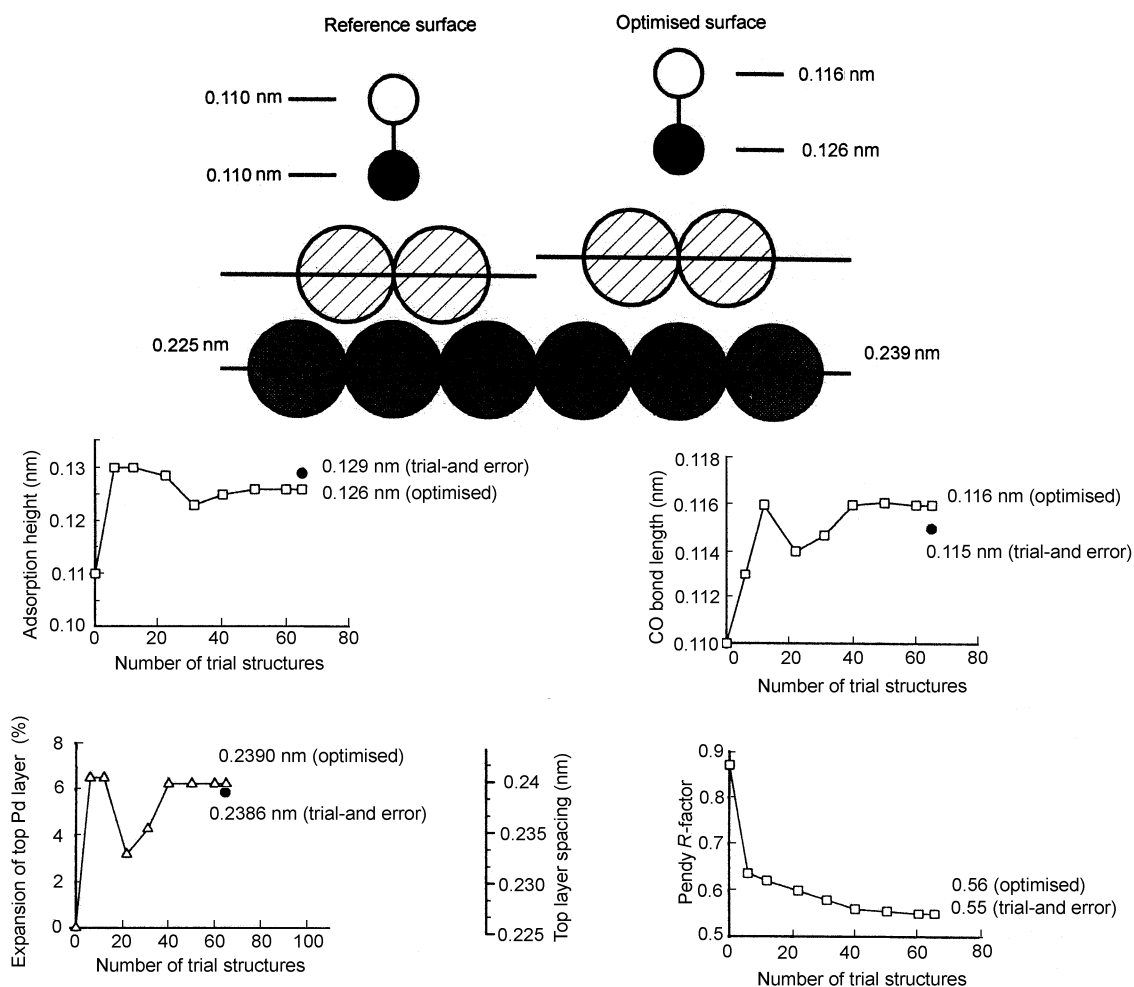 Reference surface
Optimised surface
0.110 nm
0.116 nm
0.110 nm
0.126 nm
0.225 nm
0.239 nm
Adsorption height (nm)
0.13
0.12
0.11
0.10
0 20 40 60 80
Number of trial structures
0.129 nm (trial-and error)
0.126 nm (optimised)
CO bond length (nm)
0.118
0.116
0.114
0.112
0.110
0 20 40 60 80
Number of trial structures
0.116 nm (optimised)
0.115 nm (trial-and error)
Expansion of top Pd layer (%)
8
6
4
2
0
0 20 40 60 80 100
Number of trial structures
0.2390 nm (optimised)
0.2386 nm (trial-and error)
0.24
0.235
0.230
0.225
Top layer spacing (nm)
Pendy R-factor
0.9
0.8
0.7
0.6
0.5
0 20 40 60 80
Number of trial structures
0.56 (optimised)
0.55 (trial-and error)